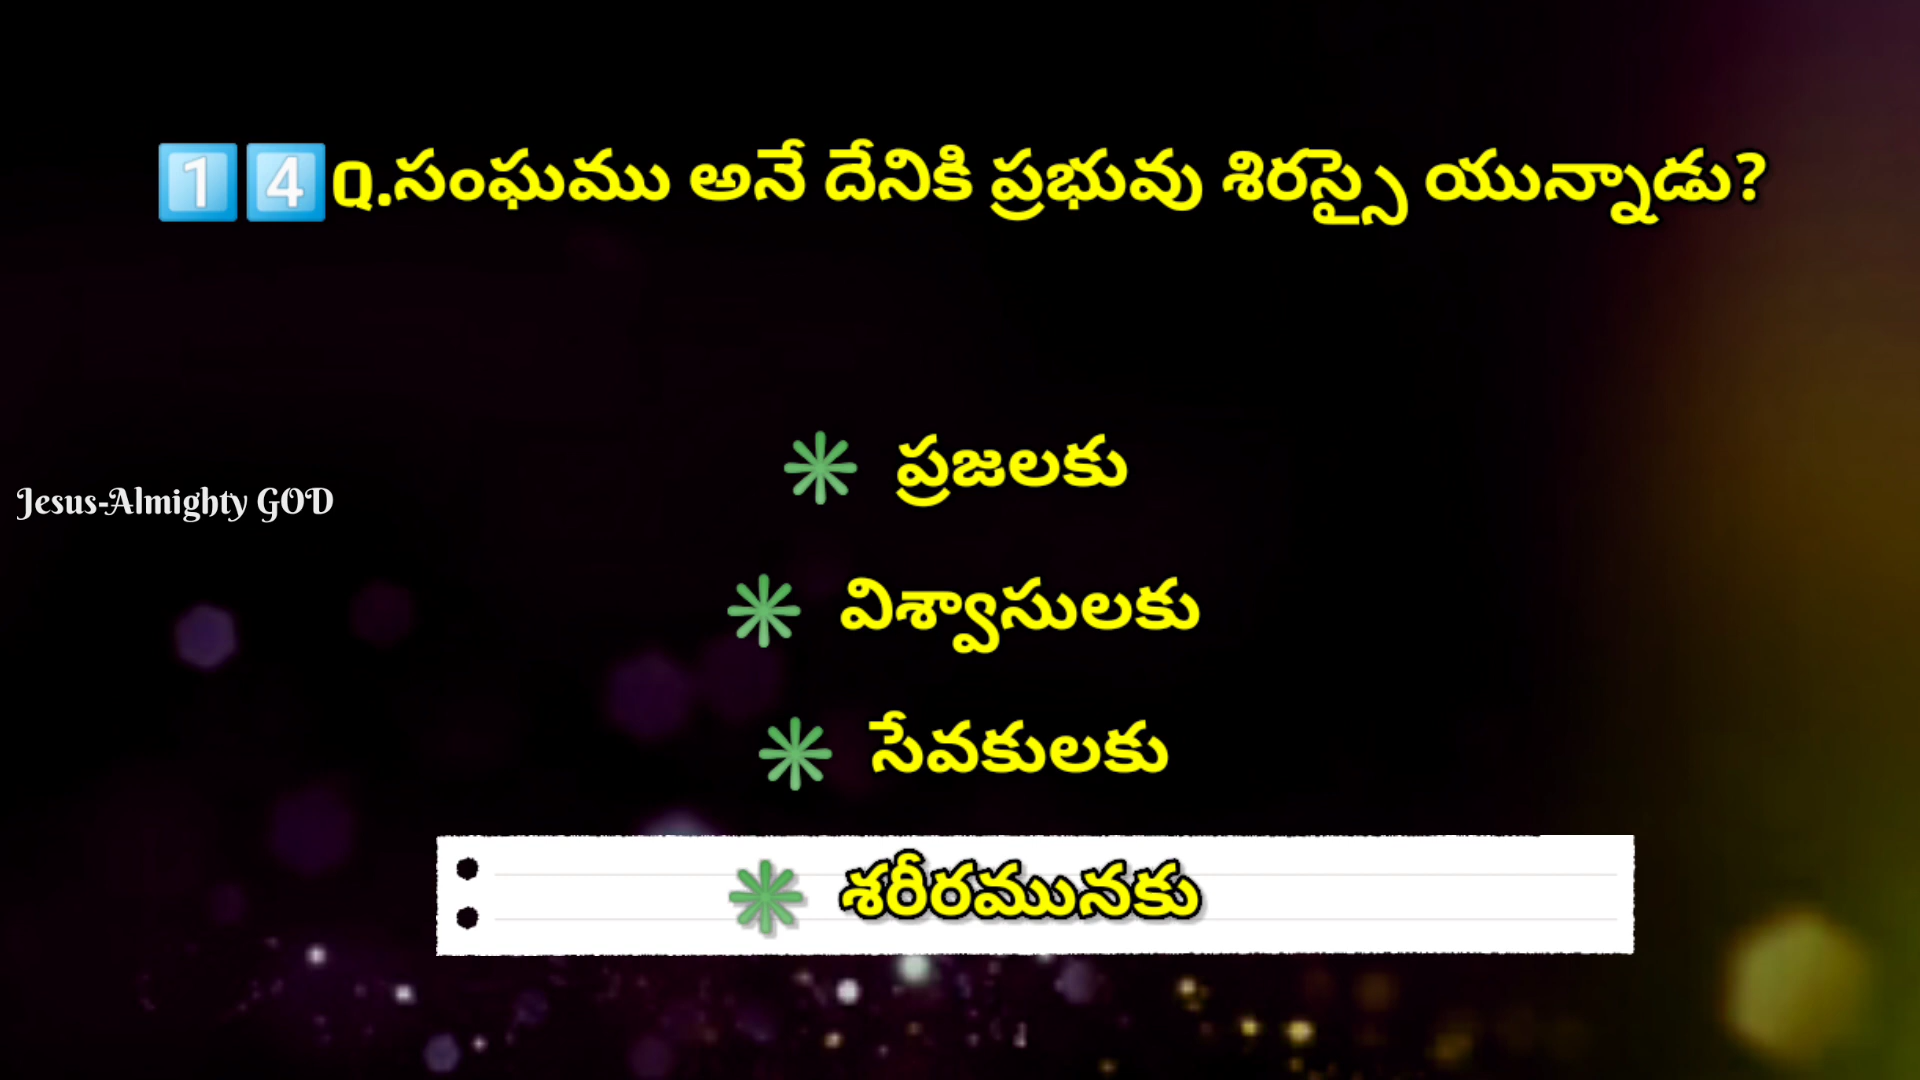 1️⃣4️⃣Q.సంఘము అనే దేనికి ప్రభువు శిరస్సై యున్నాడు?
✳ ప్రజలకు
Jesus-Almighty GOD
✳ విశ్వాసులకు
✳ సేవకులకు
✳ శరీరమునకు